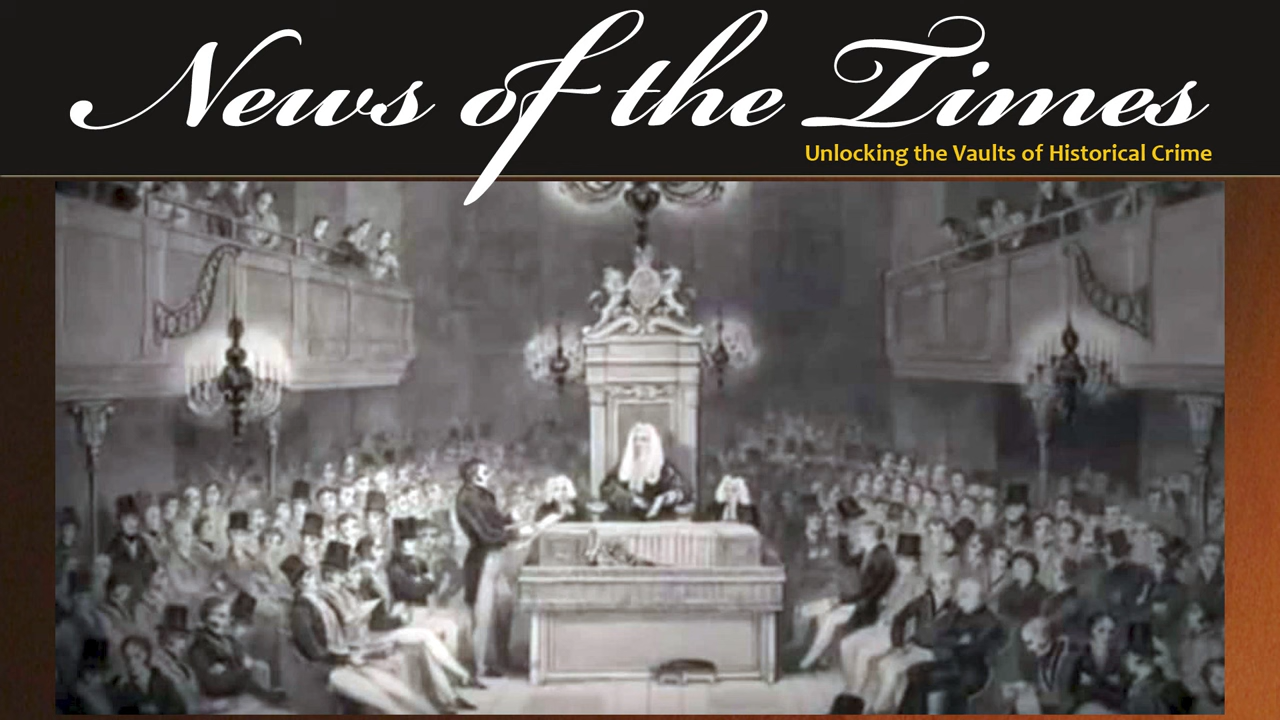 News of the Times
Unlocking the Vaults of Historical Crime